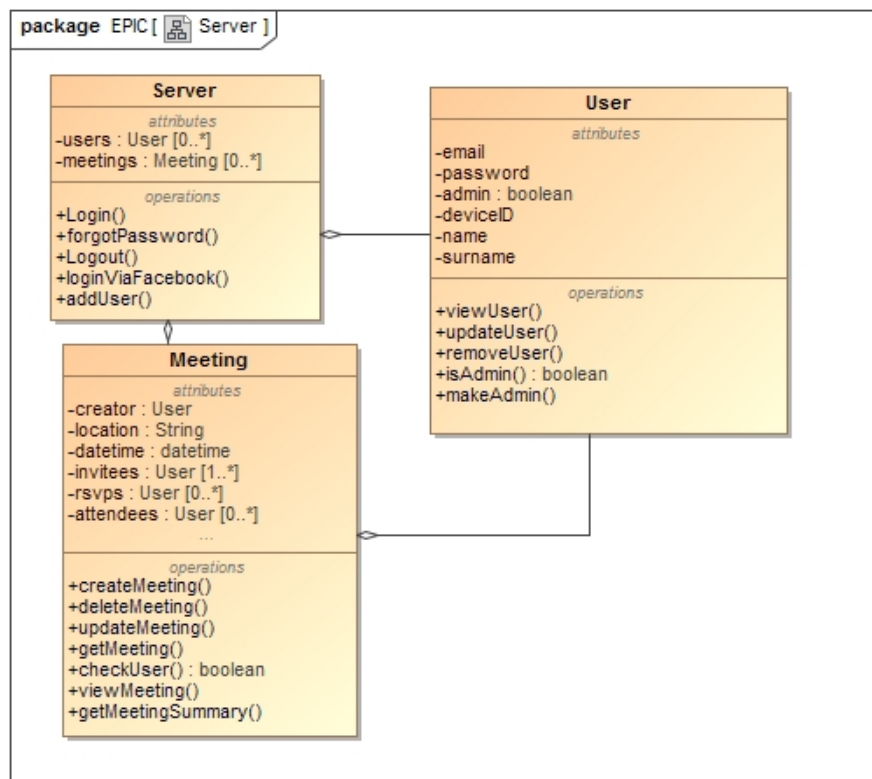 package EPIC [ Server ]
Server
attributes
-users : User [0..*]
-meetings : Meeting [0..*]
operations
+Login()
+forgotPassword()
+Logout()
+loginViaFacebook()
+addUser()
User
attributes
-email
-password
-admin : boolean
-deviceID
-name
-surname
operations
+viewUser()
+updateUser()
+removeUser()
+isAdmin() : boolean
+makeAdmin()
Meeting
attributes
-creator : User
-location : String
-datetime : datetime
-invitees : User [1..*]
-rsvps : User [0..*]
-attendees : User [0..*]
...
operations
+createMeeting()
+deleteMeeting()
+updateMeeting()
+getMeeting()
+checkUser() : boolean
+viewMeeting()
+getMeetingSummary()